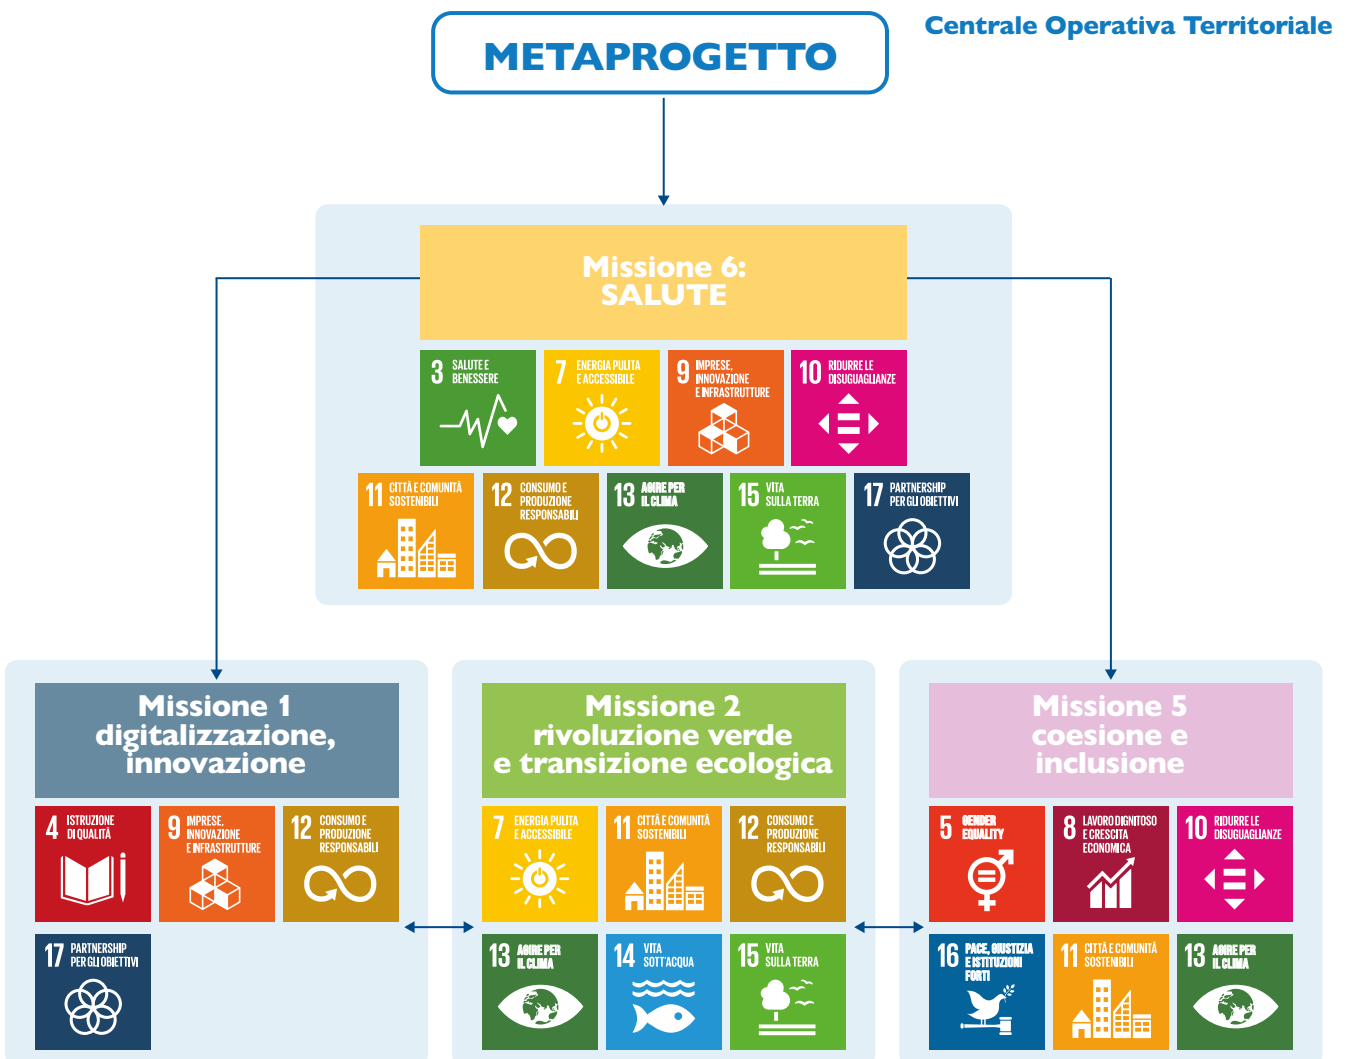 Centrale Operativa Territoriale
METAPROGETTO
Missione 6:
SALUTE
3 SALUTE E
BENESSERE
7 ENERGIA PULITA
E ACCESSIBILE
9 IMPRESE,
INNOVAZIONE
E INFRASTRUTTURE
10 RIDURRE LE
DISUGUAGLIANZE
11 CITTÀ E COMUNITÀ
SOSTENIBILI
12 CONSUMO E
PRODUZIONE
RESPONSABILI
13 AGIRE PER
IL CLIMA
15 VITA
SULLA TERRA
17 PARTNERSHIP
PER GLI OBIETTIVI
Missione 1
digitalizzazione,
innovazione
4 ISTRUZIONE
DI QUALITÀ
9 IMPRESE,
INNOVAZIONE
E INFRASTRUTTURE
12 CONSUMO E
PRODUZIONE
RESPONSABILI
17 PARTNERSHIP
PER GLI OBIETTIVI
Missione 2
rivoluzione verde
e transizione ecologica
7 ENERGIA PULITA
E ACCESSIBILE
11 CITTÀ E COMUNITÀ
SOSTENIBILI
12 CONSUMO E
PRODUZIONE
RESPONSABILI
13 AGIRE PER
IL CLIMA
14 VITA
SOTT'ACQUA
15 VITA
SULLA TERRA
Missione 5
coesione e
inclusione
5 GENDER
EQUALITY
8 LAVORO DIGNITOSO
E CRESCITA
ECONOMICA
10 RIDURRE LE
DISUGUAGLIANZE
16 PACE, GIUSTIZIA
E ISTITUZIONI
FORTI
11 CITTÀ E COMUNITÀ
SOSTENIBILI
13 AGIRE PER
IL CLIMA